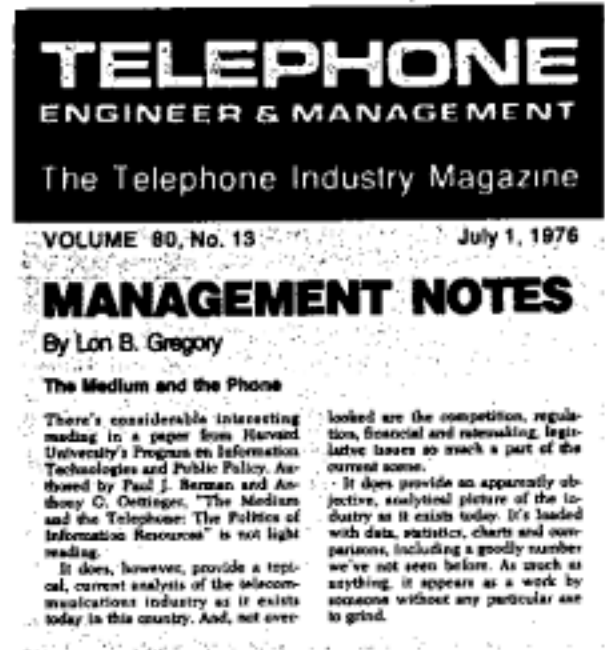 TELEPHONE
ENGINEER & MANAGEMENT
The Telephone Industry Magazine
VOLUME 80, No. 13
July 1, 1976
MANAGEMENT NOTES
By Lon B. Gregory
The Medium and the Phone
There's considerable interesting
reading in a paper from Harvard
University's Program on Information
Technologies and Public Policy. Au-
thored by Paul J. Berman and An-
thony G. Oettinger, "The Medium
and the Telephone: The Politics of
Information Resources" is not light
reading.
It does, however, provide a topi-
cal, current analysis of the telecom-
munications industry as it exists
today in this country. And, not over-
looked are the competition, regula-
tion, financial and ratemaking, legis-
lative issues so much a part of the
current scene.
It does provide an apparently ob-
jective, analytical picture of the in-
dustry as it exists today. It's loaded
with data, statistics, charts and com-
parisons, including a goodly number
we've not seen before. As much as
anything, it appears as a work by
someone without any particular axe
to grind.